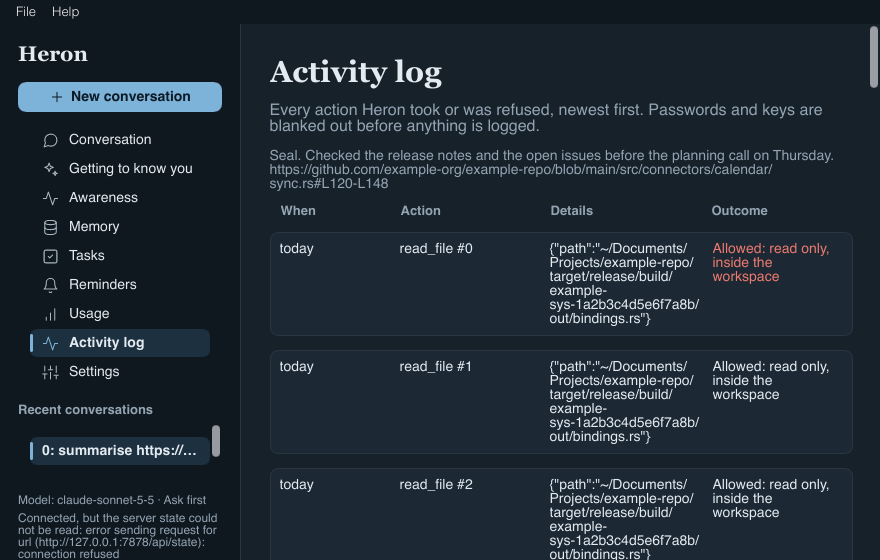 File Help
Heron
+ New conversation
Conversation
Getting to know you
Awareness
Memory
Tasks
Reminders
Usage
Activity log
Settings
Recent conversations
0: summarise https://…
Model: claude-sonnet-5-5 · Ask first
Connected, but the server state could
not be read: error sending request for
url (http://127.0.0.1:7878/api/state):
connection refused
Activity log
Every action Heron took or was refused, newest first. Passwords and keys are
blanked out before anything is logged.
Seal. Checked the release notes and the open issues before the planning call on Thursday.
https://github.com/example-org/example-repo/blob/main/src/connectors/calendar/
sync.rs#L120-L148
When Action Details Outcome
today read_file #0 {"path":"~/Documents/ Allowed: read only,
Projects/example-repo/ inside the
target/release/build/ workspace
example-
sys-1a2b3c4d5e6f7a8b/
out/bindings.rs"}
today read_file #1 {"path":"~/Documents/ Allowed: read only,
Projects/example-repo/ inside the
target/release/build/ workspace
example-
sys-1a2b3c4d5e6f7a8b/
out/bindings.rs"}
today read_file #2 {"path":"~/Documents/ Allowed: read only,
Projects/example-repo/ inside the
target/release/build/ workspace
example-
sys-1a2b3c4d5e6f7a8b/
out/bindings.rs"}